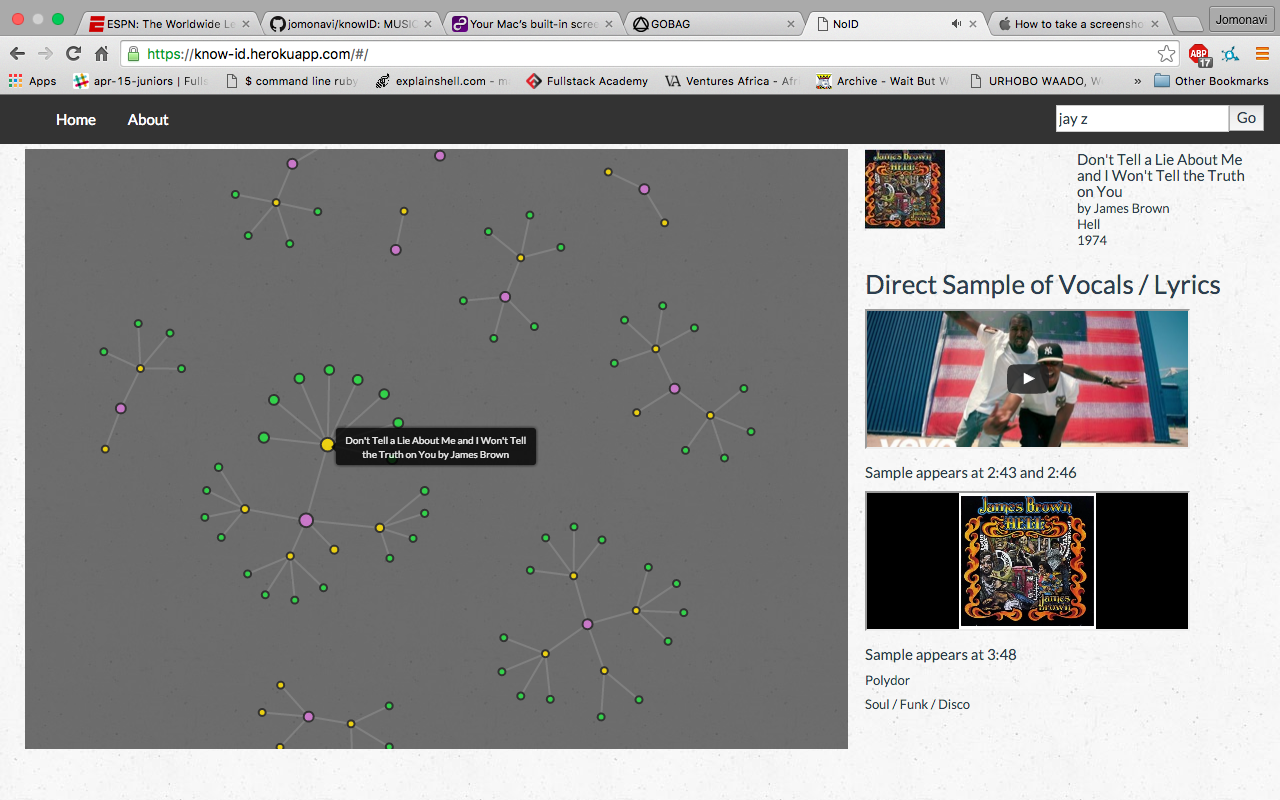 ESPN: The Worldwide Le
jomonavi/knowID: MUSIC
Your Mac's built-in scree
GOBAG
NoID
How to take a screensho
Jomonavi
https://know-id.herokuapp.com/#/
ABP
17
Apps
apr-15-juniors | Fulls
$ command line ruby
explainshell.com - m
Fullstack Academy
VA
Ventures Africa - Afri
Archive - Wait But W
URHOBO WAADO, W
»
Other Bookmarks
Home
About
jay z
Go
James Brown
HELL
Don't Tell a Lie About Me
and I Won't Tell the Truth
on You
by James Brown
Hell
1974
Direct Sample of Vocals / Lyrics
Don't Tell a Lie About Me and I Won't Tell
the Truth on You by James Brown
Sample appears at 2:43 and 2:46
James Brown
HELL
James
Brown
Sample appears at 3:48
Polydor
Soul / Funk / Disco